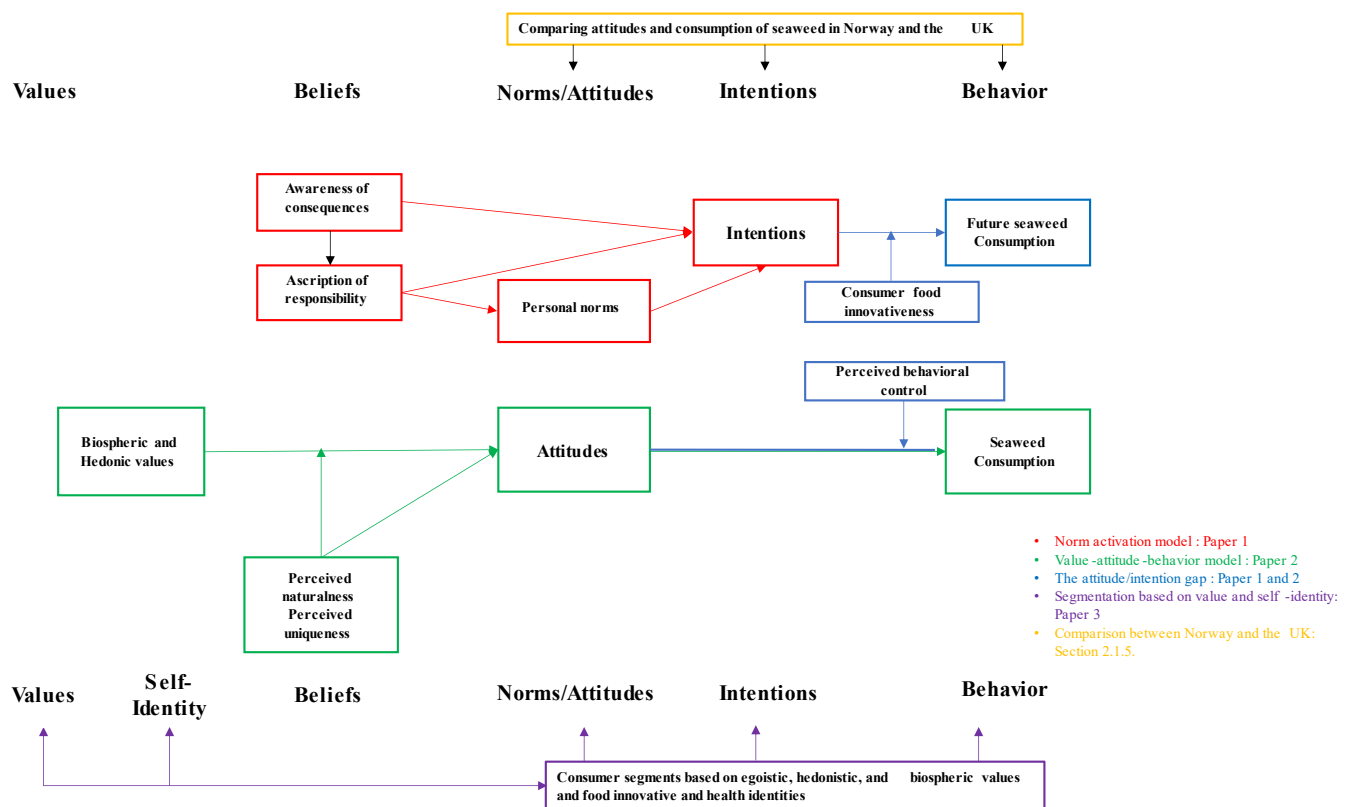 Comparing attitudes and consumption of seaweed in Norway and the UK
Values
Beliefs
Norms/Attitudes
Intentions
Behavior
Awareness of
consequences
Intentions
Future seaweed
Consumption
Ascription of
responsibility
Personal norms
Consumer food
innovativeness
Perceived behavioral
control
Biospheric and
Hedonic values
Attitudes
Seaweed
Consumption
Perceived
naturalness
Perceived
uniqueness
• Norm activation model : Paper 1
• Value -attitude -behavior model : Paper 2
• The attitude/intention gap : Paper 1 and 2
• Segmentation based on value and self -identity:
Paper 3
• Comparison between Norway and the UK:
Section 2.1.5.
Values
Self-
Identity
Beliefs
Norms/Attitudes
Intentions
Behavior
Consumer segments based on egoistic, hedonistic, and biospheric values
and food innovative and health identities